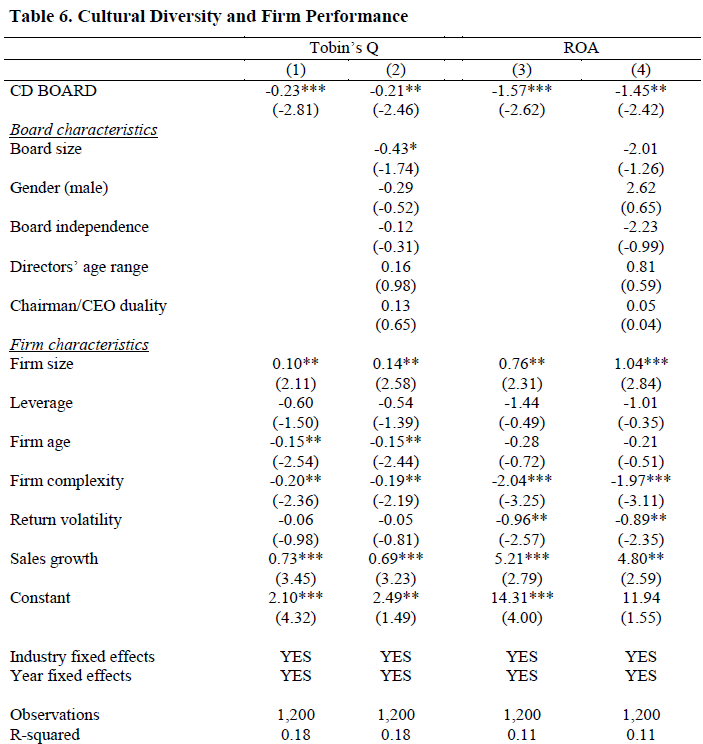 Table 6. Cultural Diversity and Firm Performance
Tobin’s Q ROA
(1) (2) (3) (4)
CD BOARD -0.23*** -0.21** -1.57*** -1.45**
(-2.81) (-2.46) (-2.62) (-2.42)
Board characteristics
Board size -0.43* -2.01
(-1.74) (-1.26)
Gender (male) -0.29 2.62
(-0.52) (0.65)
Board independence -0.12 -2.23
(-0.31) (-0.99)
Directors’ age range 0.16 0.81
(0.98) (0.59)
Chairman/CEO duality 0.13 0.05
(0.65) (0.04)
Firm characteristics
Firm size 0.10** 0.14** 0.76** 1.04***
(2.11) (2.58) (2.31) (2.84)
Leverage -0.60 -0.54 -1.44 -1.01
(-1.50) (-1.39) (-0.49) (-0.35)
Firm age -0.15** -0.15** -0.28 -0.21
(-2.54) (-2.44) (-0.72) (-0.51)
Firm complexity -0.20** -0.19** -2.04*** -1.97***
(-2.36) (-2.19) (-3.25) (-3.11)
Return volatility -0.06 -0.05 -0.96** -0.89**
(-0.98) (-0.81) (-2.57) (-2.35)
Sales growth 0.73*** 0.69*** 5.21*** 4.80**
(3.45) (3.23) (2.79) (2.59)
Constant 2.10*** 2.49** 14.31*** 11.94
(4.32) (1.49) (4.00) (1.55)
Industry fixed effects YES YES YES YES
Year fixed effects YES YES YES YES
Observations 1,200 1,200 1,200 1,200
R-squared 0.18 0.18 0.11 0.11